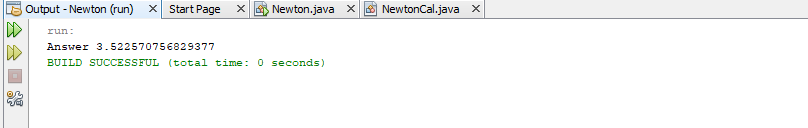 Output - Newton (run) Start Page Newton.java NewtonCal.java
run:
Answer 3.522570756829377
BUILD SUCCESSFUL (total time: 0 seconds)